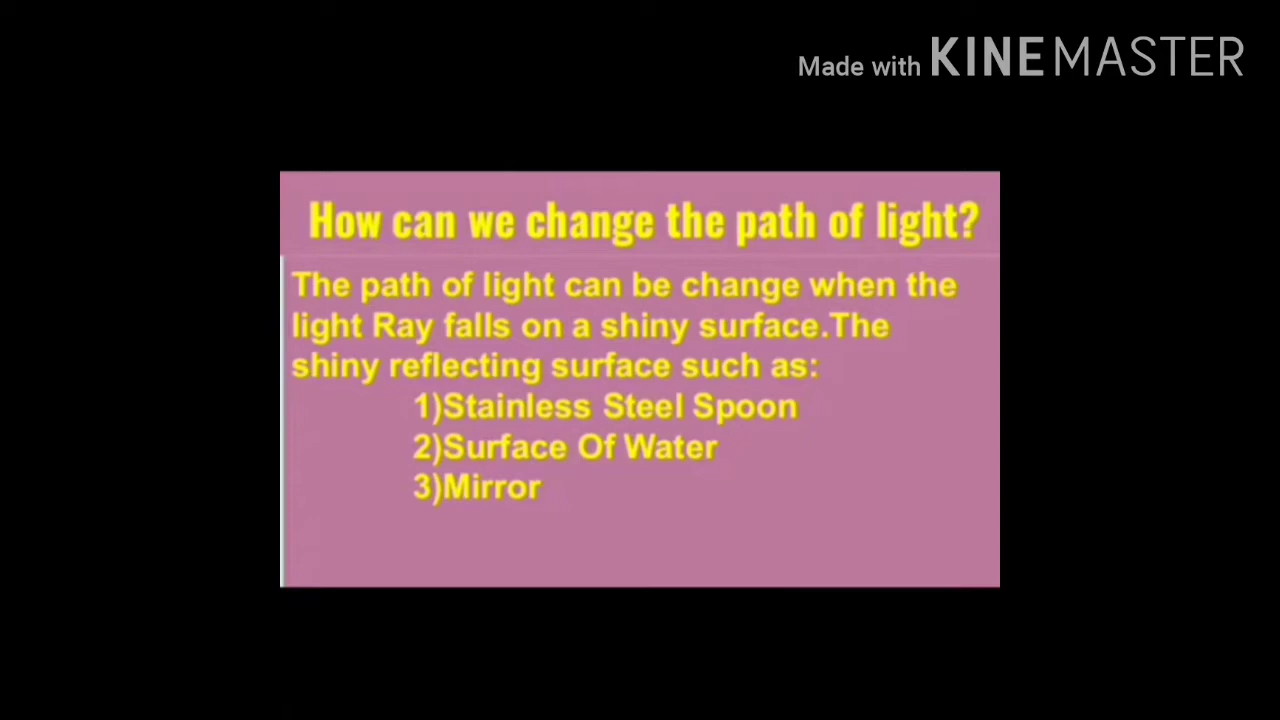 Made with KINEMASTER
How can we change the path of light?
The path of light can be change when the
light Ray falls on a shiny surface.The
shiny reflecting surface such as:
1)Stainless Steel Spoon
2)Surface Of Water
3)Mirror